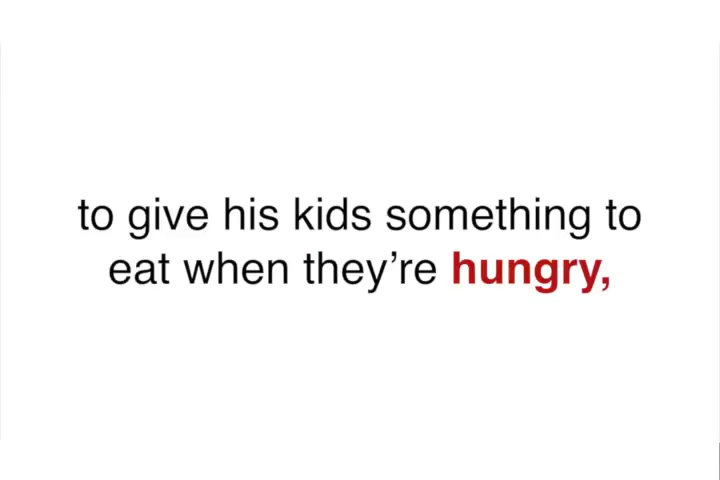 to give his kids something to
eat when they’re hungry,